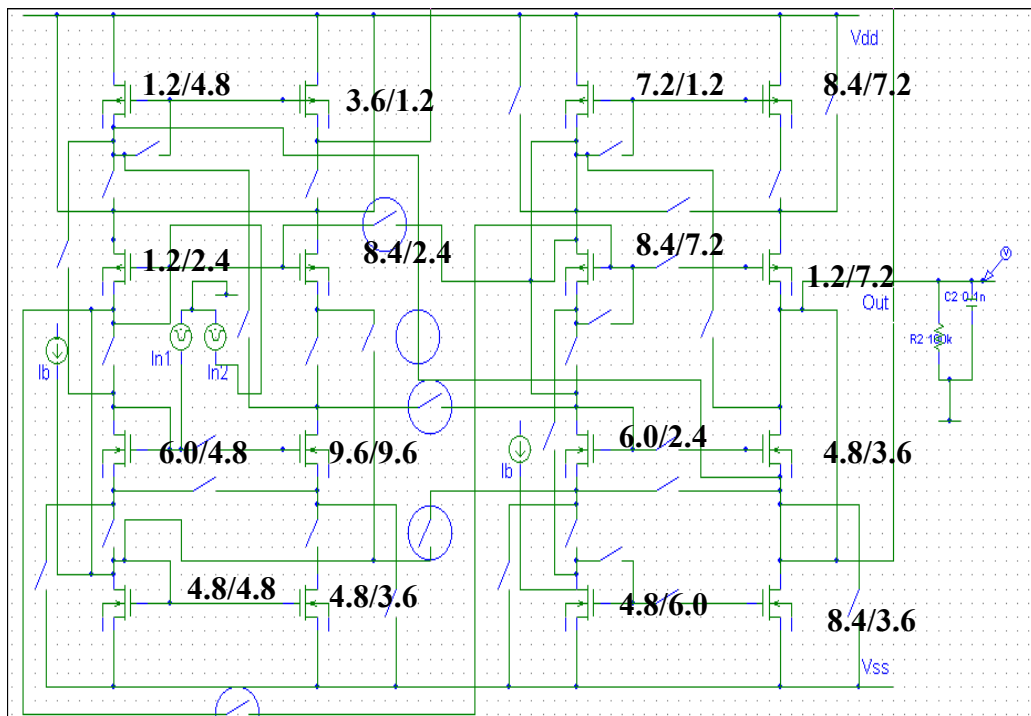 Vdd
1.2/4.8
3.6/1.2
7.2/1.2
8.4/7.2
1.2/2.4
8.4/2.4
8.4/7.2
1.2/7.2
V
Out
C2 0.1n
R2 100k
Ib
In1
In2
6.0/4.8
9.6/9.6
Ib
6.0/2.4
4.8/3.6
4.8/4.8
4.8/3.6
4.8/6.0
8.4/3.6
Vss